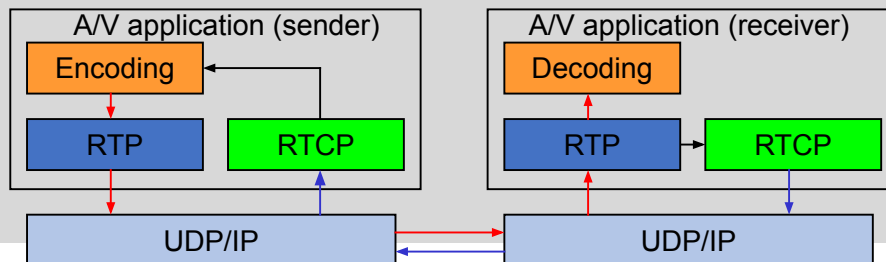 A/V application (sender)
Encoding
RTP
RTCP
UDP/IP
A/V application (receiver)
Decoding
RTP
RTCP
UDP/IP